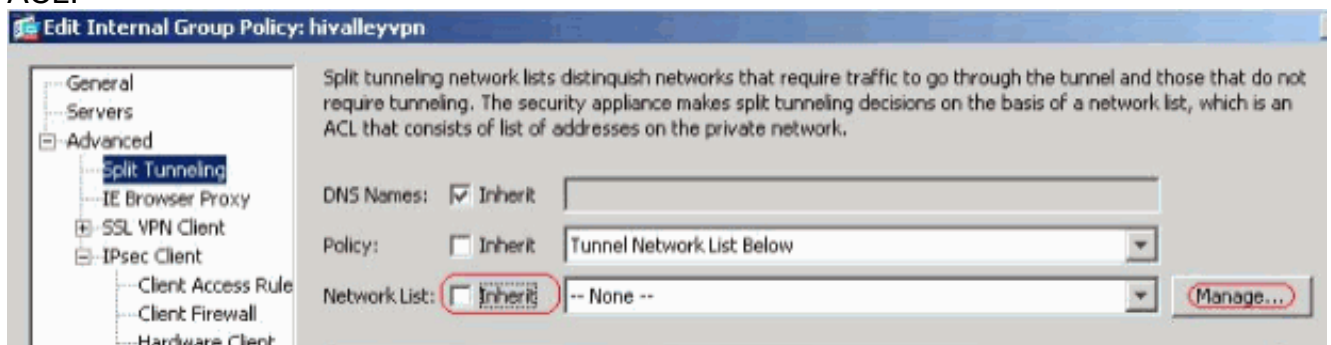 Edit Internal Group Policy: hivalleyvpn
General
Servers
Advanced
Split Tunneling
IE Browser Proxy
SSL VPN Client
IPsec Client
Client Access Rule
Client Firewall
Hardware Client
Split tunneling network lists distinguish networks that require traffic to go through the tunnel and those that do not
require tunneling. The security appliance makes split tunneling decisions on the basis of a network list, which is an
ACL that consists of list of addresses on the private network.
DNS Names: Inherit
Policy: Inherit Tunnel Network List Below
Network List: Inherit -- None -- Manage...